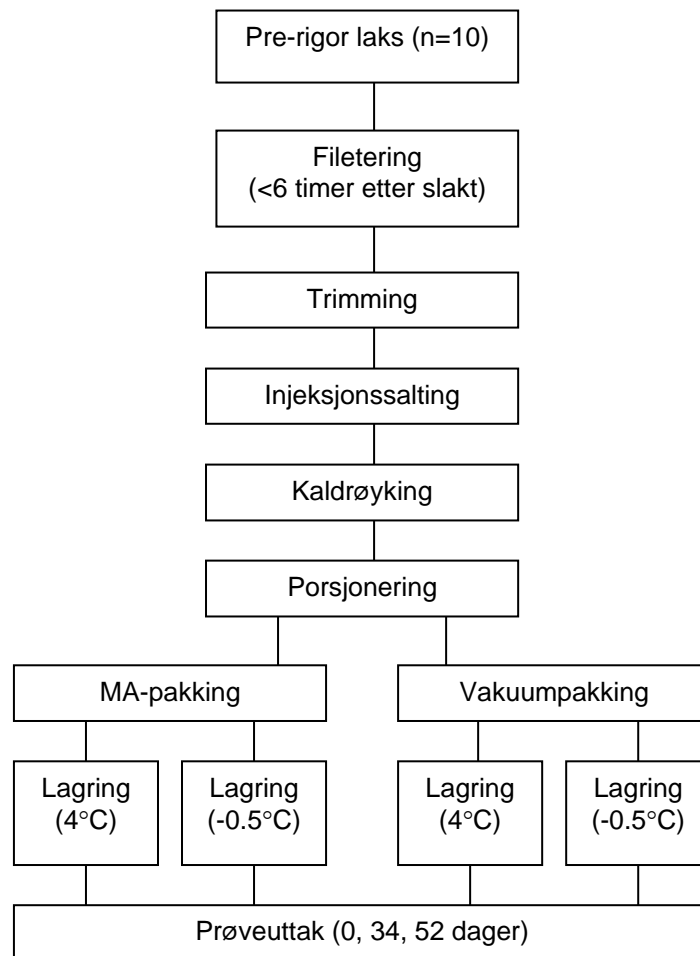 Pre-rigor laks (n=10)
Filetering
(<6 timer etter slakt)
Trimming
Injeksjonssalting
Kaldrøyking
Porsjonering
MA-pakking
Vakuumpakking
Lagring
(4°C)
Lagring
(-0.5°C)
Lagring
(4°C)
Lagring
(-0.5°C)
Prøveuttak (0, 34, 52 dager)